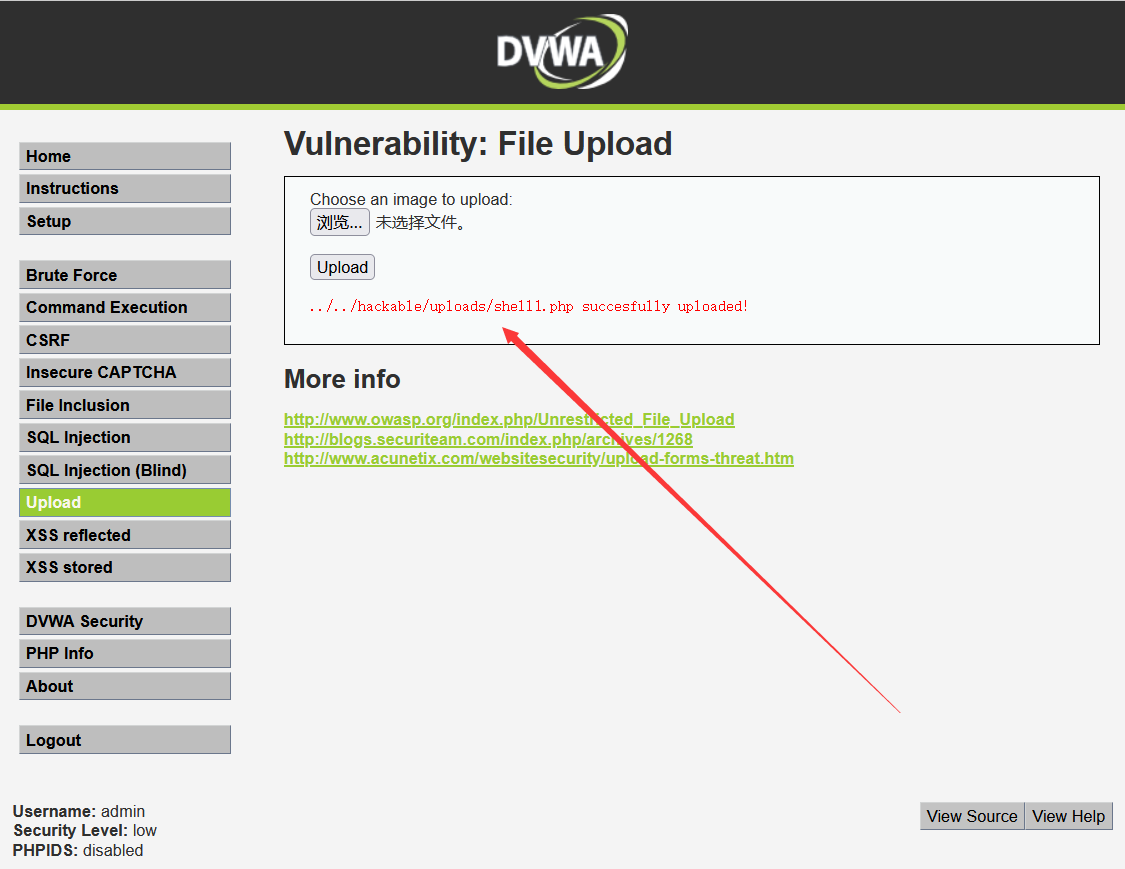 DVWA
Vulnerability: File Upload
Home
Instructions
Setup
Brute Force
Command Execution
CSRF
Insecure CAPTCHA
File Inclusion
SQL Injection
SQL Injection (Blind)
Upload
XSS reflected
XSS stored
DVWA Security
PHP Info
About
Logout
Choose an image to upload:
浏览... 未选择文件。
Upload
../../hackable/uploads/shell1.php succesfully uploaded!
More info
http://www.owasp.org/index.php/Unrestricted_File_Upload
http://blogs.securiteam.com/index.php/archives/1268
http://www.acunetix.com/websitesecurity/upload-forms-threat.htm
Username: admin
Security Level: low
PHPIDS: disabled
View Source View Help